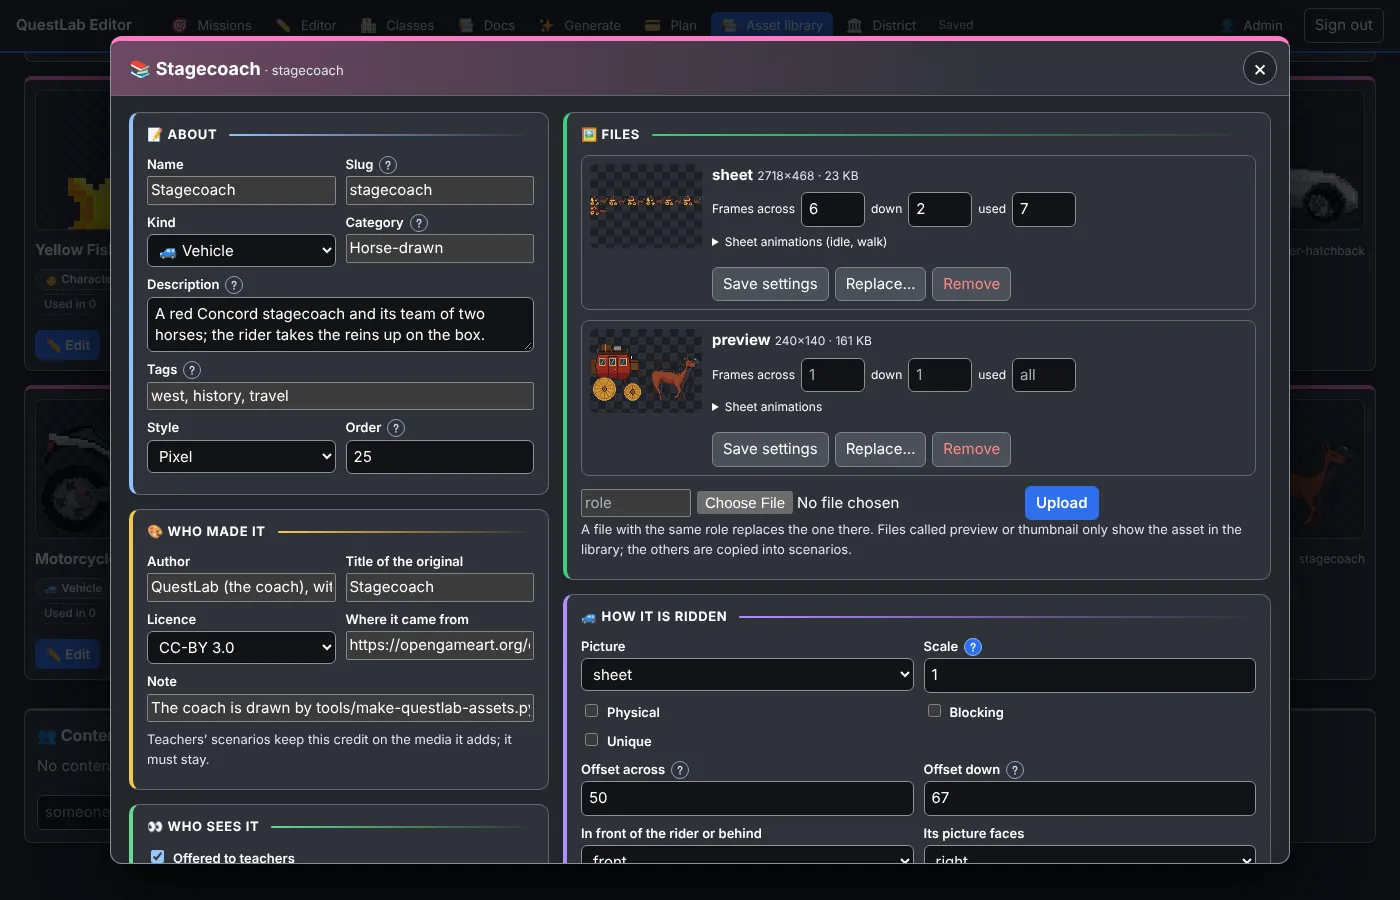 QuestLab Editor
Missions
Editor
Classes
Docs
Generate
Plan
Asset library
District
Saved
Admin
Sign out
Stagecoach · stagecoach
ABOUT
Name
Slug ?
Stagecoach
stagecoach
Kind
Category ?
Vehicle
Horse-drawn
Description ?
A red Concord stagecoach and its team of two
horses; the rider takes the reins up on the box.
Tags ?
west, history, travel
Style
Order ?
Pixel
25
WHO MADE IT
Author
Title of the original
QuestLab (the coach), wit
Stagecoach
Licence
Where it came from
CC-BY 3.0
https://opengameart.org/
Note
The coach is drawn by tools/make-questlab-assets.py
Teachers' scenarios keep this credit on the media it adds; it
must stay.
WHO SEES IT
Offered to teachers
FILES
sheet 2718×468 · 23 KB
Frames across 6 down 2 used 7
Sheet animations (idle, walk)
Save settings
Replace...
Remove
preview 240×140 · 161 KB
Frames across 1 down 1 used all
Sheet animations
Save settings
Replace...
Remove
role
Choose File No file chosen
Upload
A file with the same role replaces the one there. Files called preview or thumbnail only show the asset in the
library; the others are copied into scenarios.
HOW IT IS RIDDEN
Picture
Scale ?
sheet
1
Physical
Blocking
Unique
Offset across ?
Offset down ?
50
67
In front of the rider or behind
Its picture faces
front
right
Yellow Fis
Characte
Used in 0
Edit
Motorcycl
Vehicle
Used in 0
Edit
Conte
No conten
someone
er-hatchback
stagecoach